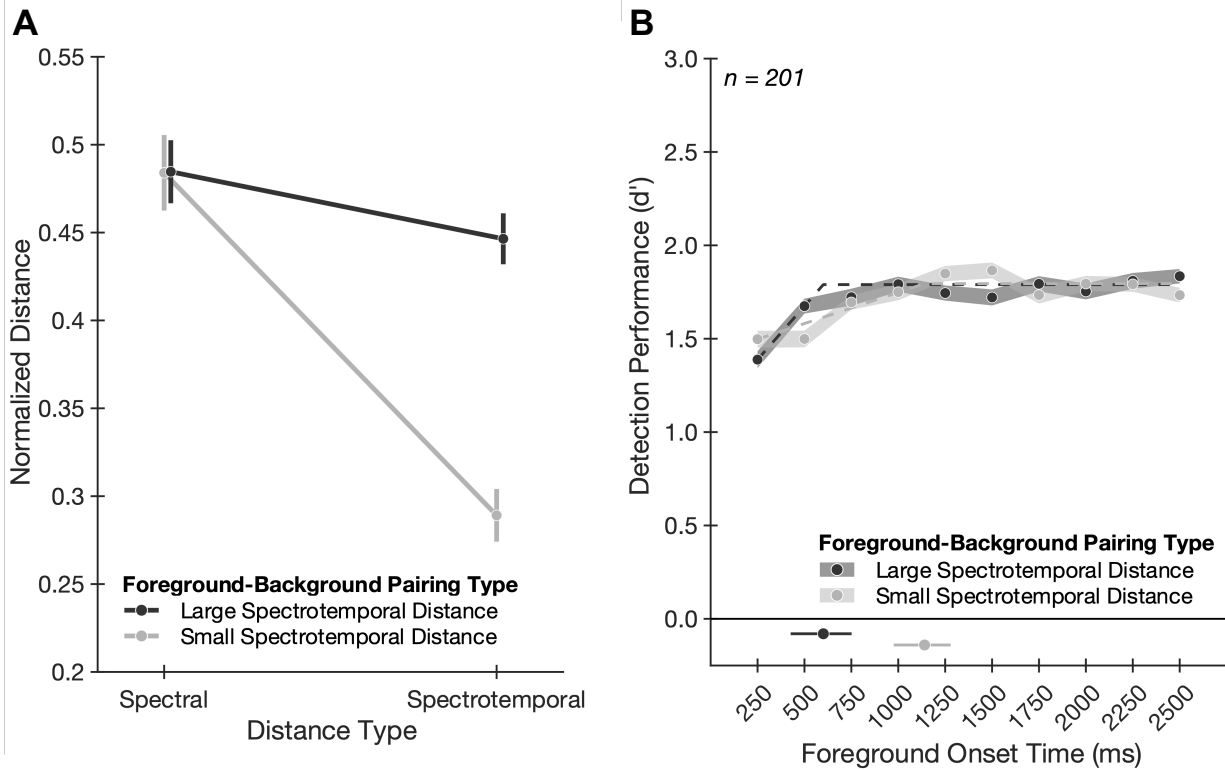 A
0.55
0.5
0.45
0.4
0.35
0.3
0.25
0.2
Normalized Distance
Foreground-Background Pairing Type
Large Spectrotemporal Distance
Small Spectrotemporal Distance
Spectral
Spectrotemporal
Distance Type
B
3.0
2.5
2.0
1.5
1.0
0.5
0.0
Detection Performance (d')
n = 201
Foreground-Background Pairing Type
Large Spectrotemporal Distance
Small Spectrotemporal Distance
250
500
750
1000
1250
1500
1750
2000
2250
2500
Foreground Onset Time (ms)